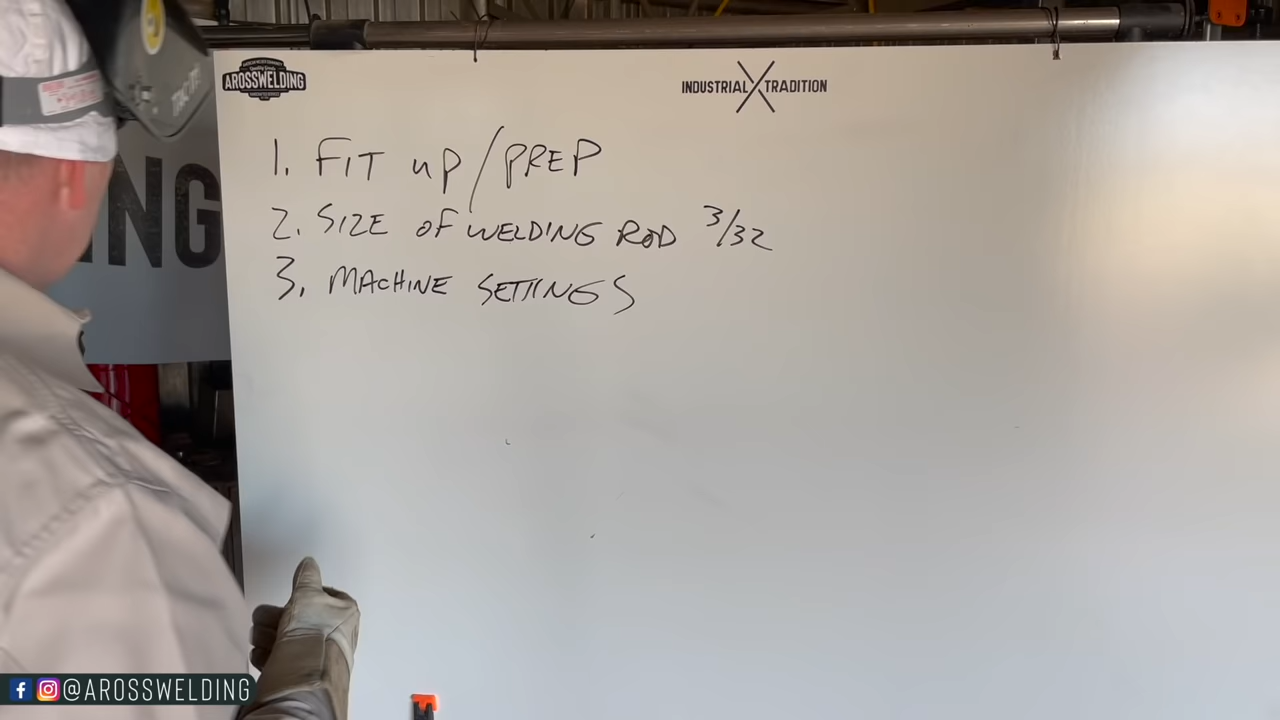 AROSSWELDING
INDUSTRIAL TRADITION
1. FIT UP/PREP
2. SIZE OF WELDING ROD 3/32
3. MACHINE SETTINGS
ING
@AROSSWELDING